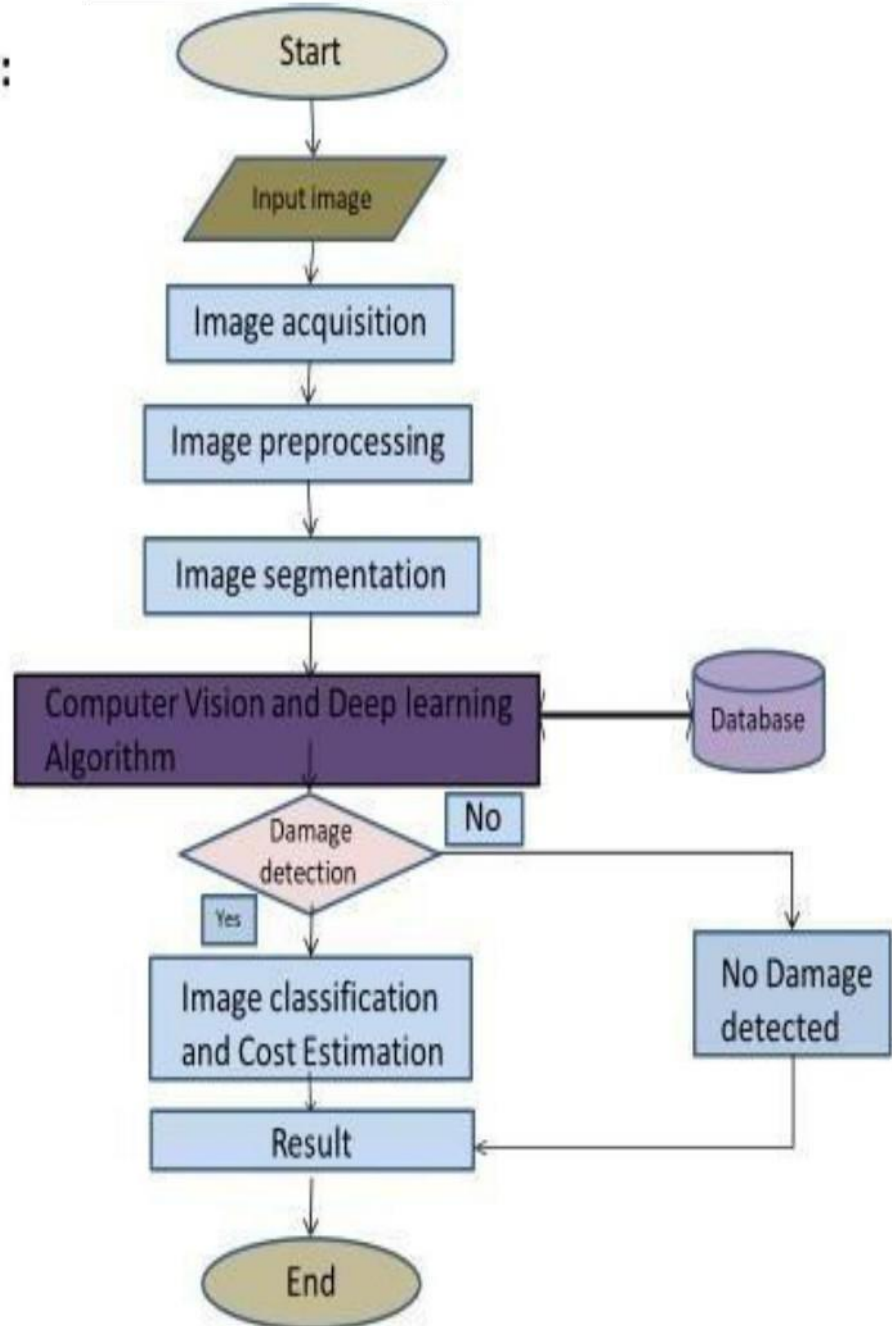 :
Start
Input image
Image acquisition
Image preprocessing
Image segmentation
Computer Vision and Deep learning
Algorithm
Database
Damage
detection
No
Yes
Image classification
and Cost Estimation
No Damage
detected
Result
End